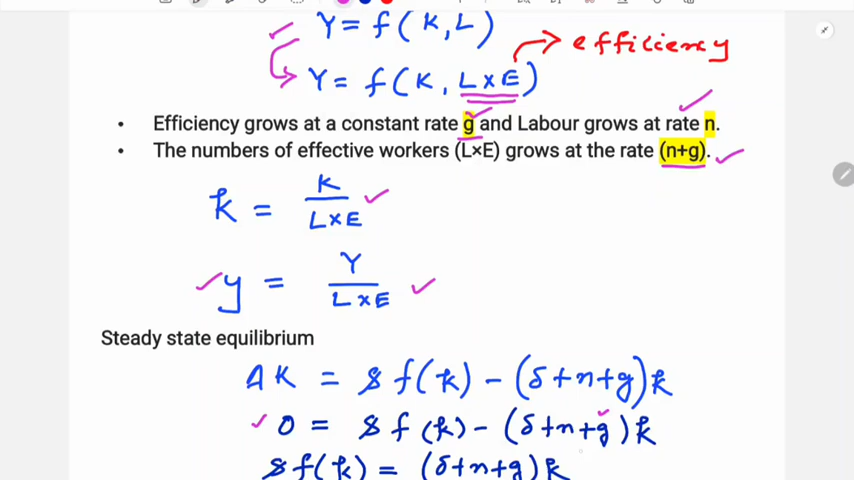 Y = f ( K, L )
efficiency
Y = f ( K, L×E )
• Efficiency grows at a constant rate g and Labour grows at rate n.
• The numbers of effective workers (L×E) grows at the rate (n+g).
k = K / L×E
y = Y / L×E
Steady state equilibrium
Δk = s f(k) - (δ+n+g)k
0 = s f(k) - (δ+n+g)k
s f(k) = (δ+n+g)k